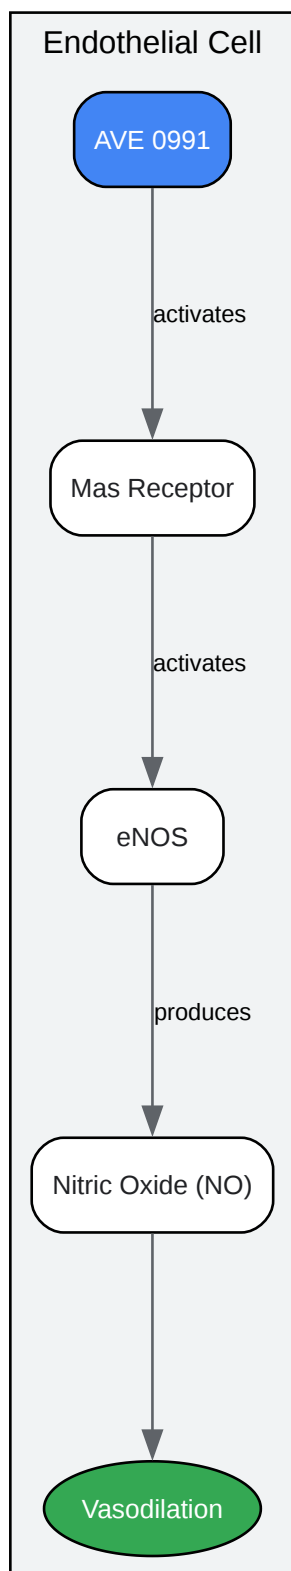 Endothelial Cell
AVE 0991
activates
Mas Receptor
activates
eNOS
produces
Nitric Oxide (NO)
Vasodilation